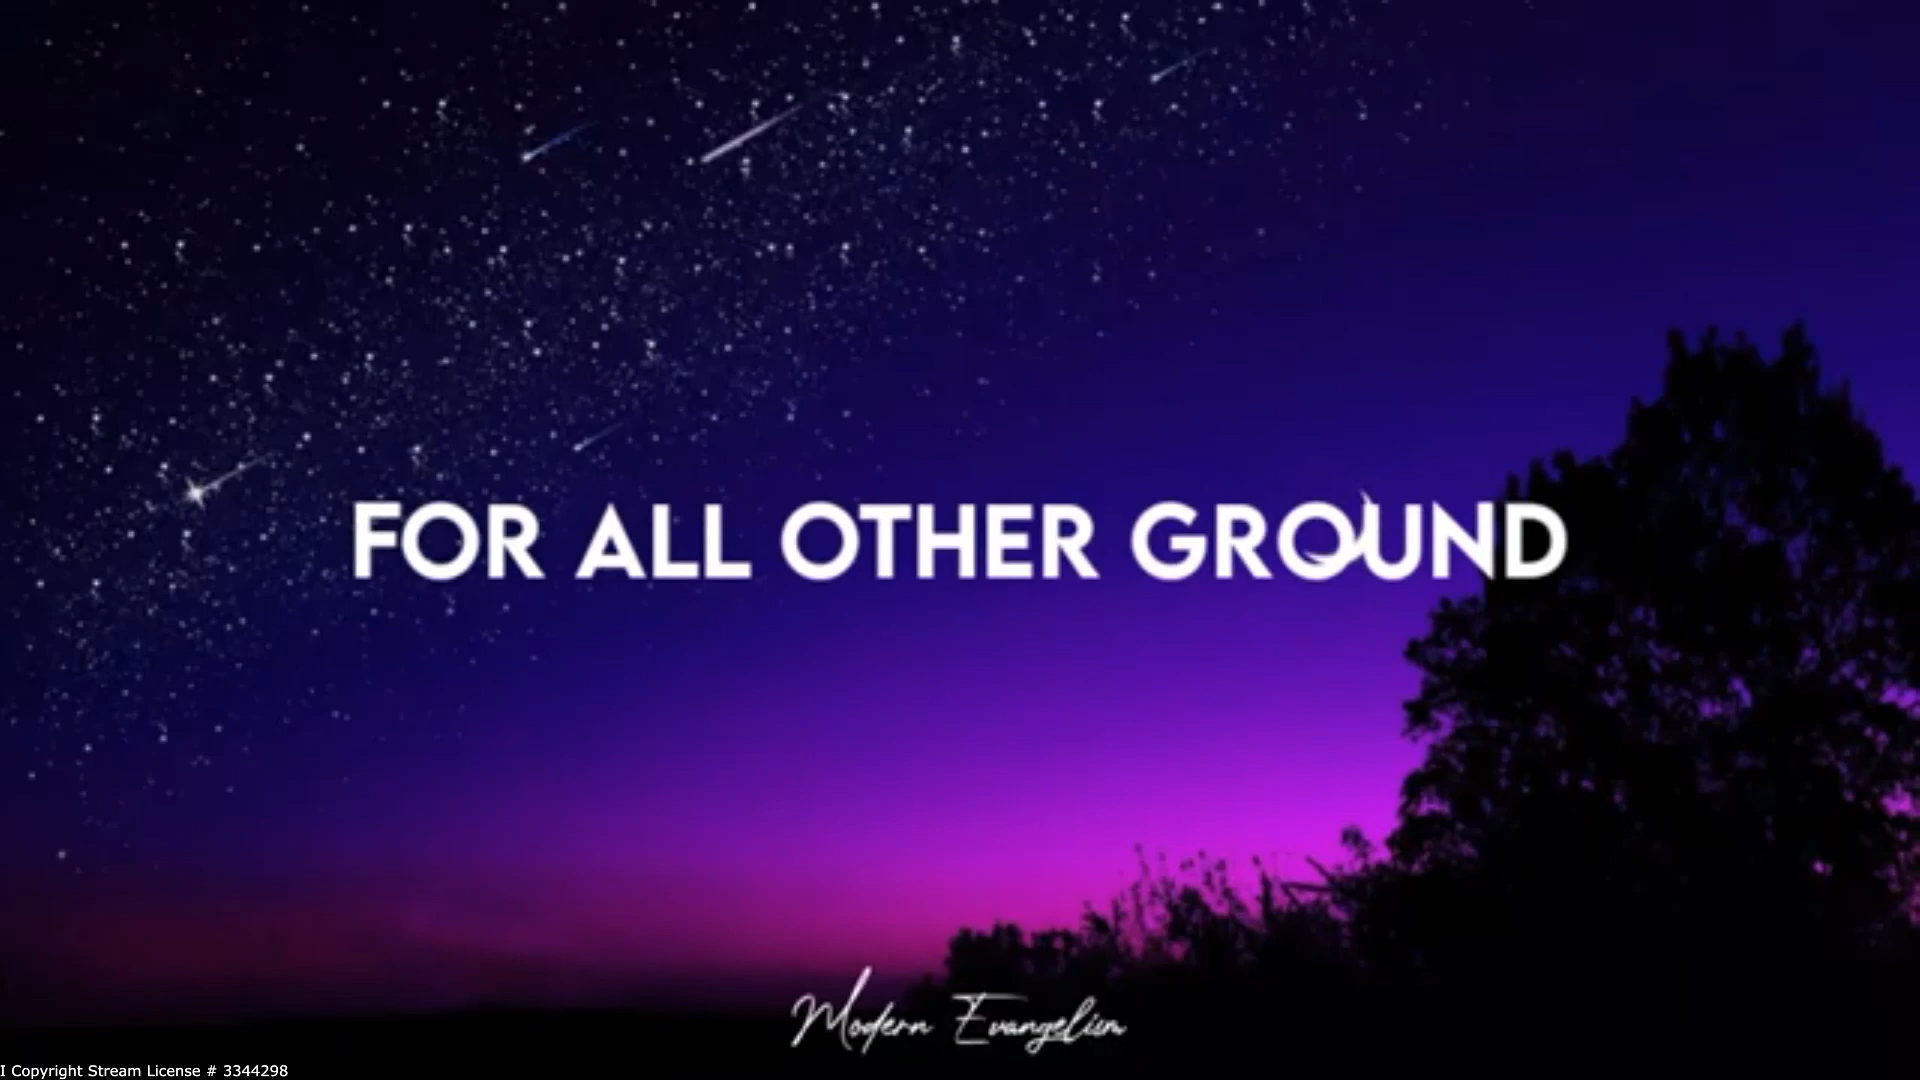 FOR ALL OTHER GROUND
Modern Evangelism
I Copyright Stream License # 3344298